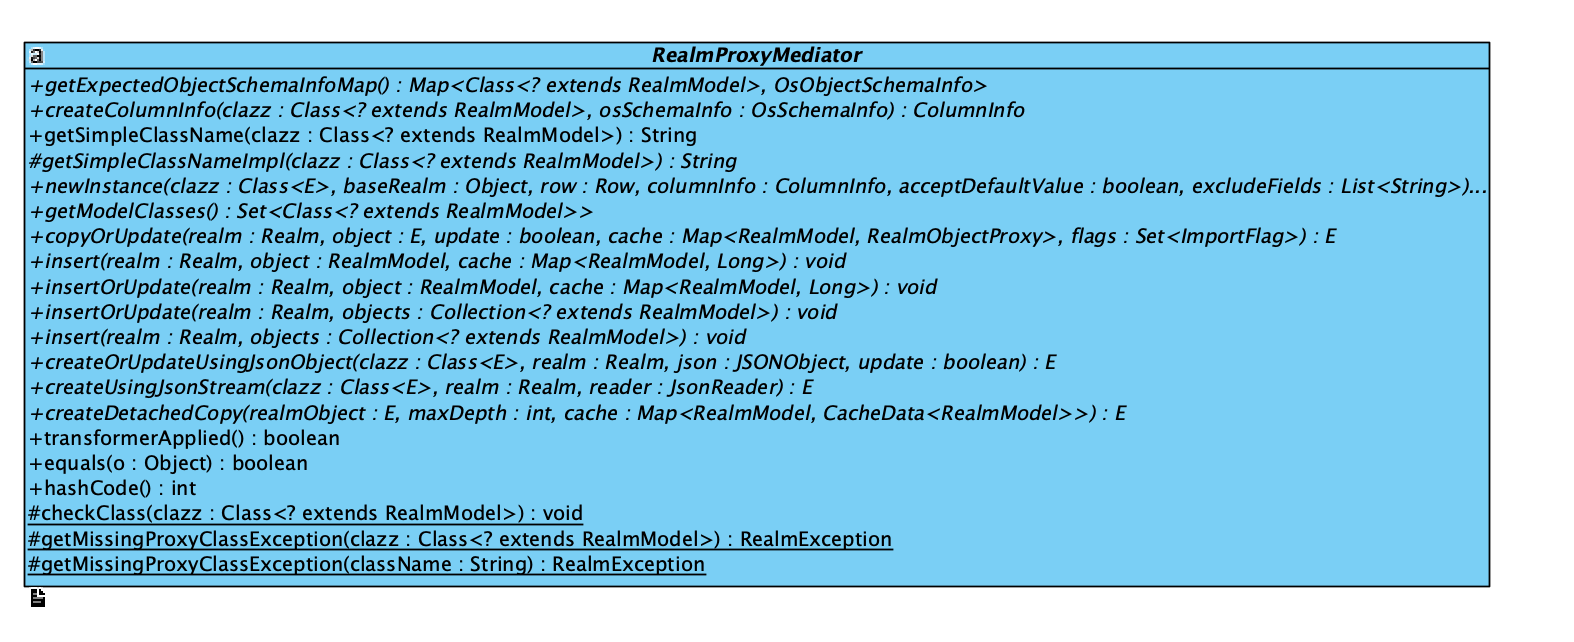 a
RealmProxyMediator
+getExpectedObjectSchemaInfoMap() : Map<Class<? extends RealmModel>, OsObjectSchemaInfo>
+createColumnInfo(clazz : Class<? extends RealmModel>, osSchemaInfo : OsSchemaInfo) : ColumnInfo
+getSimpleClassName(clazz : Class<? extends RealmModel>) : String
#getSimpleClassNameImpl(clazz : Class<? extends RealmModel>) : String
+newInstance(clazz : Class<E>, baseRealm : Object, row : Row, columnInfo : ColumnInfo, acceptDefaultValue : boolean, excludeFields : List<String>)...
+getModelClasses() : Set<Class<? extends RealmModel>>
+copyOrUpdate(realm : Realm, object : E, update : boolean, cache : Map<RealmModel, RealmObjectProxy>, flags : Set<ImportFlag>) : E
+insert(realm : Realm, object : RealmModel, cache : Map<RealmModel, Long>) : void
+insertOrUpdate(realm : Realm, object : RealmModel, cache : Map<RealmModel, Long>) : void
+insertOrUpdate(realm : Realm, objects : Collection<? extends RealmModel>) : void
+insert(realm : Realm, objects : Collection<? extends RealmModel>) : void
+createOrUpdateUsingJsonObject(clazz : Class<E>, realm : Realm, json : JSONObject, update : boolean) : E
+createUsingJsonStream(clazz : Class<E>, realm : Realm, reader : JsonReader) : E
+createDetachedCopy(realmObject : E, maxDepth : int, cache : Map<RealmModel, CacheData<RealmModel>>) : E
+transformerApplied() : boolean
+equals(o : Object) : boolean
+hashCode() : int
#checkClass(clazz : Class<? extends RealmModel>) : void
#getMissingProxyClassException(clazz : Class<? extends RealmModel>) : RealmException
#getMissingProxyClassException(className : String) : RealmException